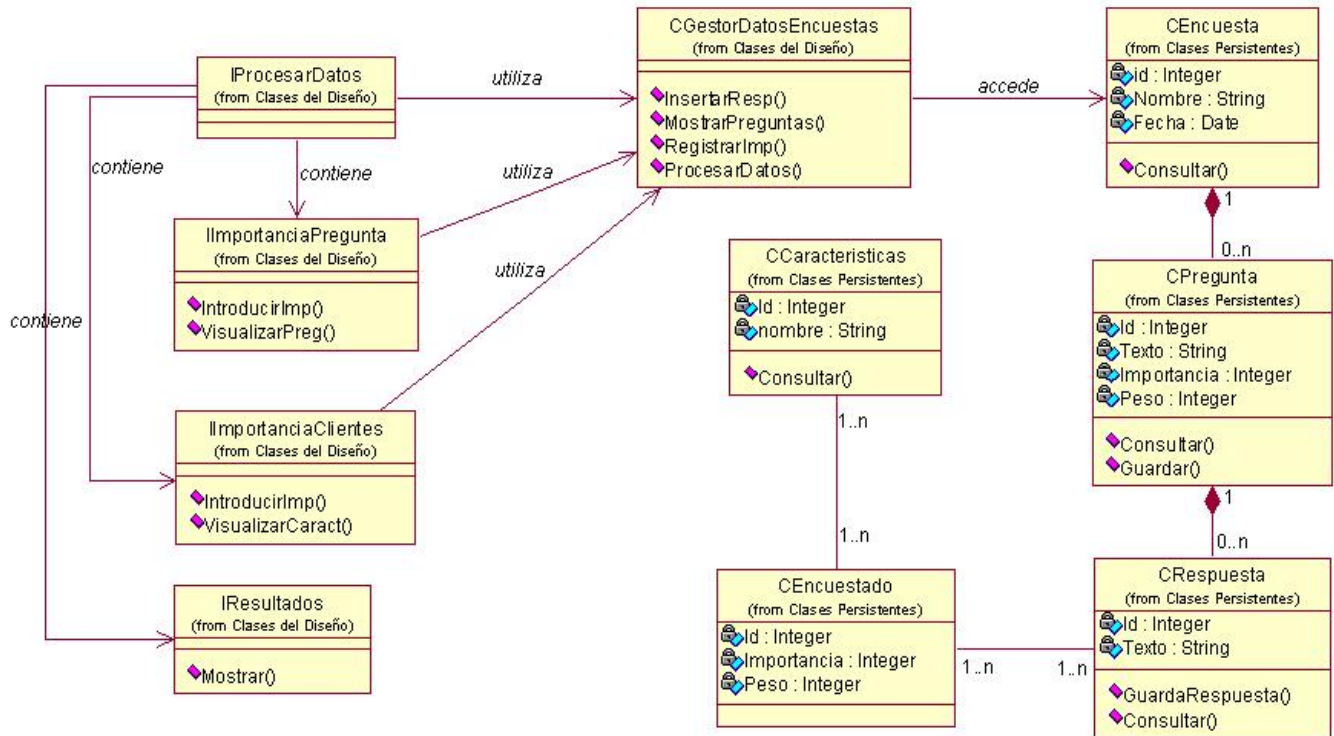 IProcesarDatos
(from Clases del Diseño)
utiliza
contiene
contiene
contiene
CGestorDatosEncuestas
(from Clases del Diseño)
InsertarResp()
MostrarPreguntas()
RegistrarImp()
ProcesarDatos()
accede
CEncuesta
(from Clases Persistentes)
id : Integer
Nombre : String
Fecha : Date
Consultar()
1
0..n
IImportanciaPregunta
(from Clases del Diseño)
IntroducirImp()
VisualizarPreg()
utiliza
IImportanciaClientes
(from Clases del Diseño)
IntroducirImp()
VisualizarCaract()
utiliza
IResultados
(from Clases del Diseño)
Mostrar()
CCaracteristicas
(from Clases Persistentes)
Id : Integer
nombre : String
Consultar()
1..n
1..n
CPregunta
(from Clases Persistentes)
Id : Integer
Texto : String
Importancia : Integer
Peso : Integer
Consultar()
Guardar()
1
0..n
CEncuestado
(from Clases Persistentes)
Id : Integer
Importancia : Integer
Peso : Integer
1..n
1..n
CRespuesta
(from Clases Persistentes)
Id : Integer
Texto : String
GuardaRespuesta()
Consultar()